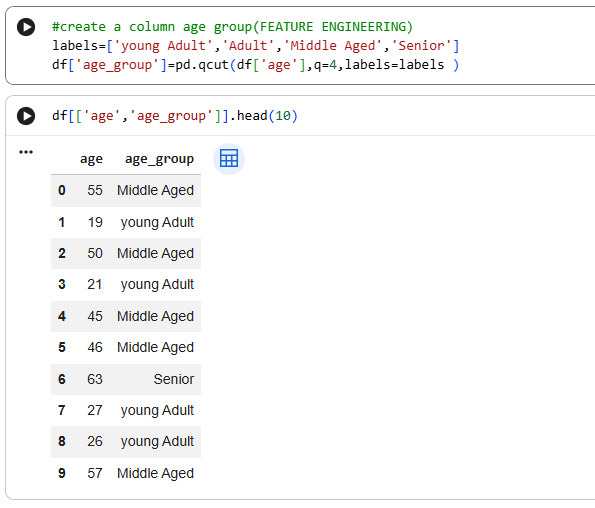 #create a column age group(FEATURE ENGINEERING)
labels=['young Adult','Adult','Middle Aged','Senior']
df['age_group']=pd.qcut(df['age'],q=4,labels=labels )
df[['age','age_group']].head(10)
age age_group
0 55 Middle Aged
1 19 young Adult
2 50 Middle Aged
3 21 young Adult
4 45 Middle Aged
5 46 Middle Aged
6 63 Senior
7 27 young Adult
8 26 young Adult
9 57 Middle Aged